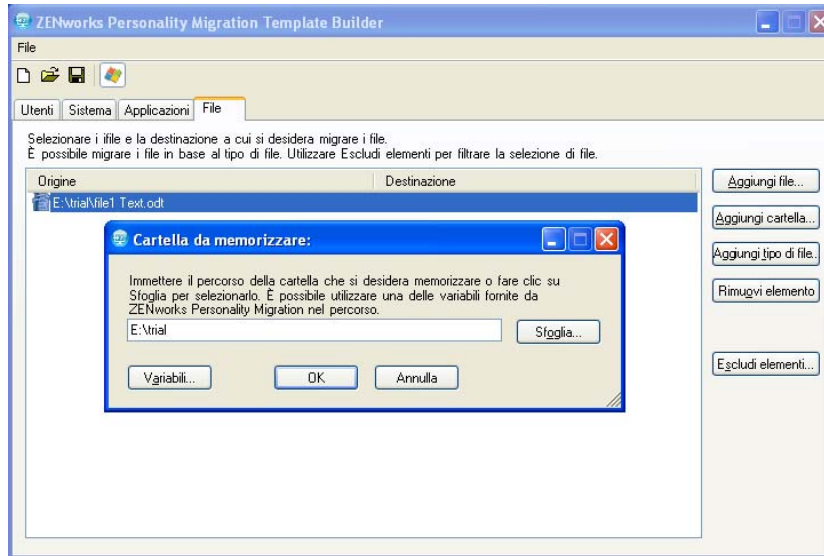 ZENworks Personality Migration Template Builder
File
Utenti Sistema Applicazioni File
Selezionare i ifile e la destinazione a cui si desidera migrare i file.
È possibile migrare i file in base al tipo di file. Utilizzare Escludi elementi per filtrare la selezione di file.
Origine Destinazione
E:\trial\file1 Text.odt
Aggiungi file...
Aggiungi cartella...
Aggiungi tipo di file..
Rimuovi elemento
Escludi elementi...
Cartella da memorizzare:
Immettere il percorso della cartella che si desidera memorizzare o fare clic su
Sfoglia per selezionarlo. È possibile utilizzare una delle variabili fornite da
ZENworks Personality Migration nel percorso.
E:\trial
Sfoglia...
Variabili... OK Annulla